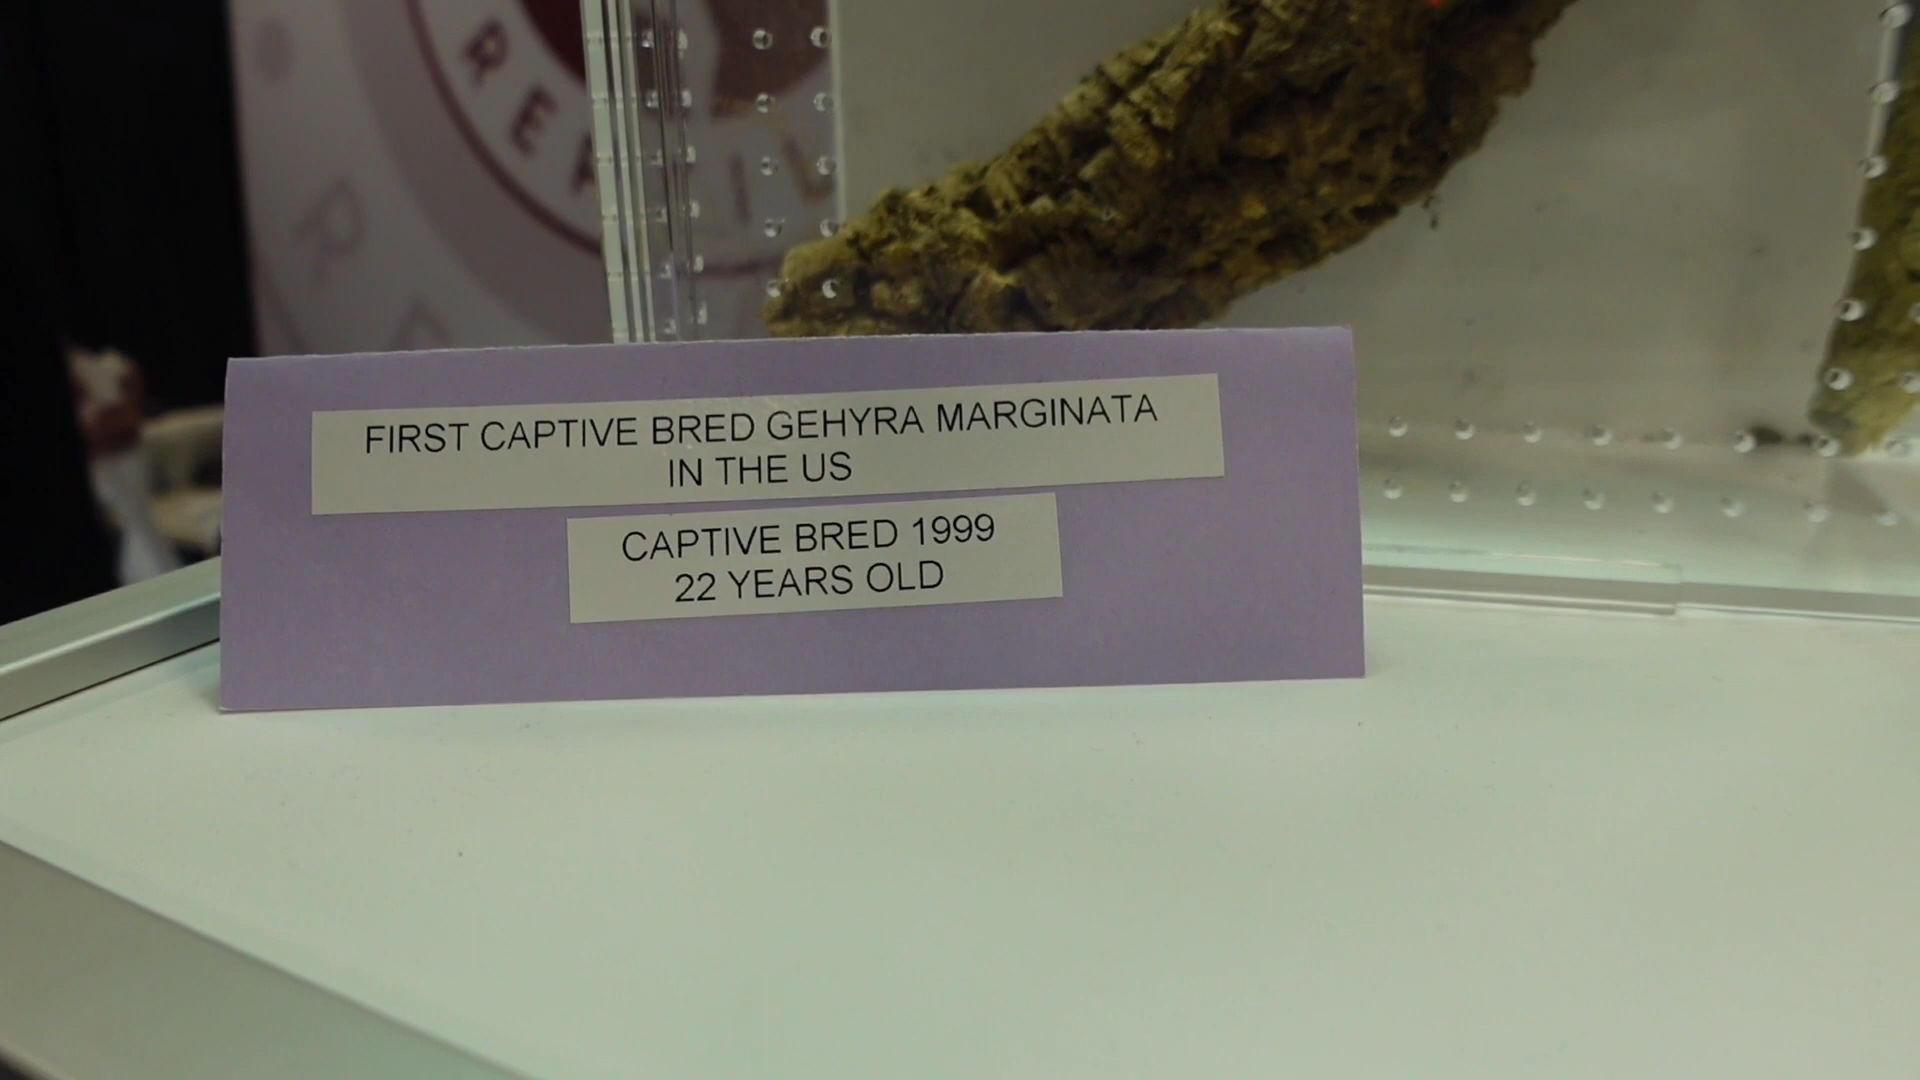 FIRST CAPTIVE BRED GEHYRA MARGINATA
IN THE US
CAPTIVE BRED 1999
22 YEARS OLD